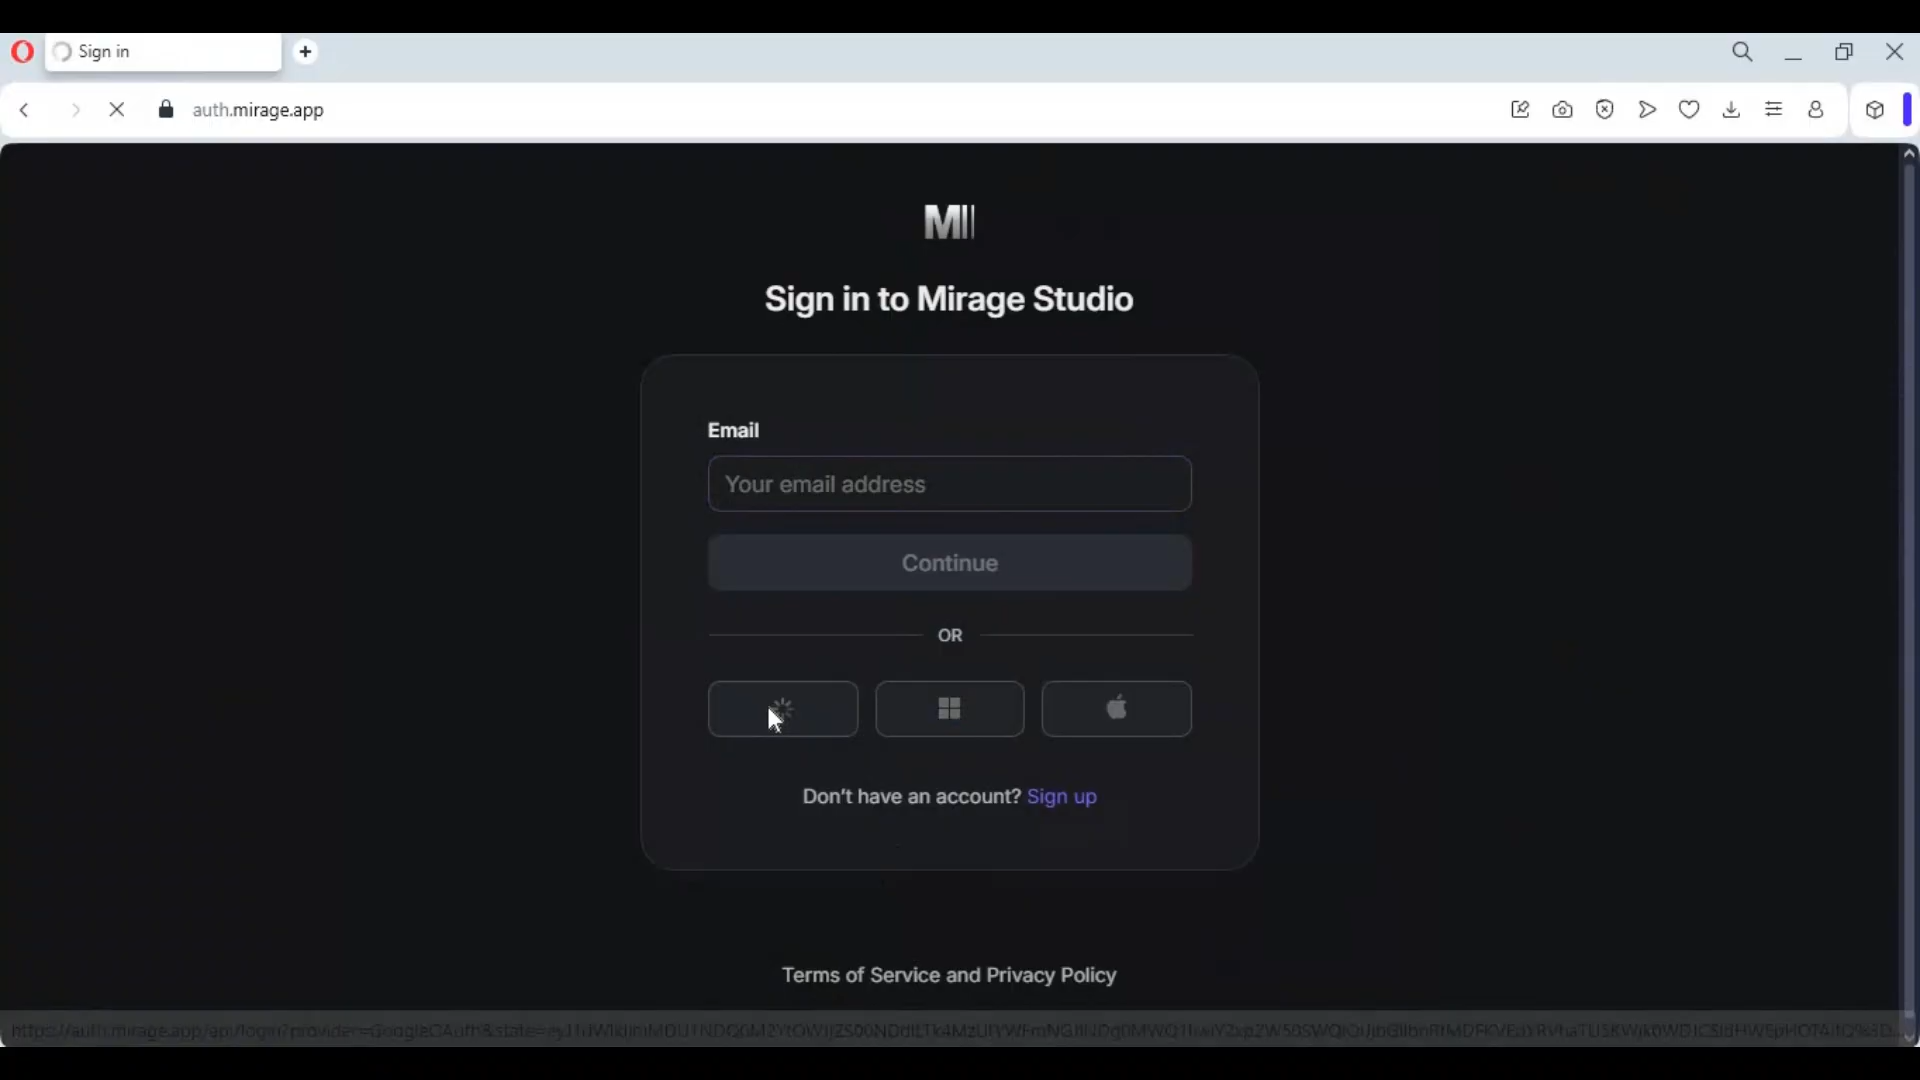 Sign in
auth.mirage.app
Sign in to Mirage Studio
Email
Your email address
Continue
OR
Don't have an account? Sign up
Terms of Service and Privacy Policy